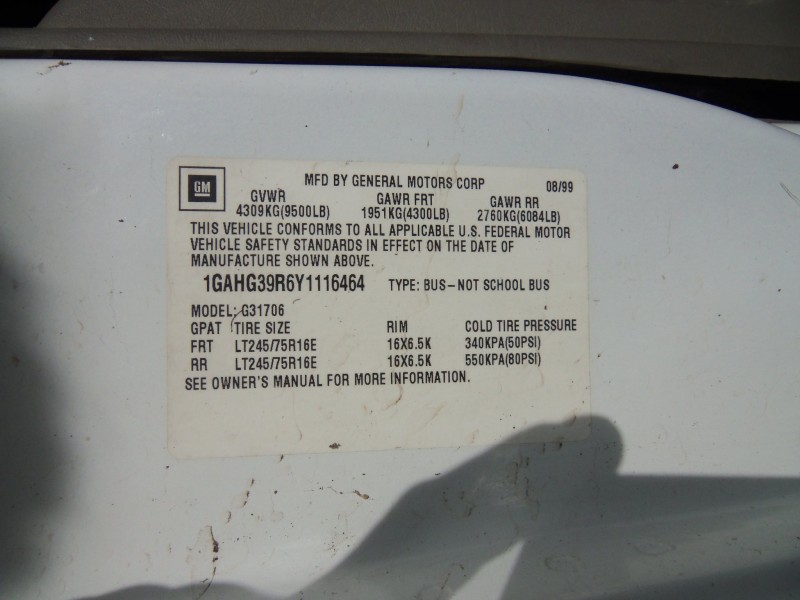 GM
MFD BY GENERAL MOTORS CORP 08/99
GVWR GAWR FRT GAWR RR
4309KG(9500LB) 1951KG(4300LB) 2760KG(6084LB)
THIS VEHICLE CONFORMS TO ALL APPLICABLE U.S. FEDERAL MOTOR
VEHICLE SAFETY STANDARDS IN EFFECT ON THE DATE OF
MANUFACTURE SHOWN ABOVE.
1GAHG39R6Y1116464 TYPE: BUS-NOT SCHOOL BUS
MODEL: G31706
GPAT TIRE SIZE RIM COLD TIRE PRESSURE
FRT LT245/75R16E 16X6.5K 340KPA(50PSI)
RR LT245/75R16E 16X6.5K 550KPA(80PSI)
SEE OWNER'S MANUAL FOR MORE INFORMATION.